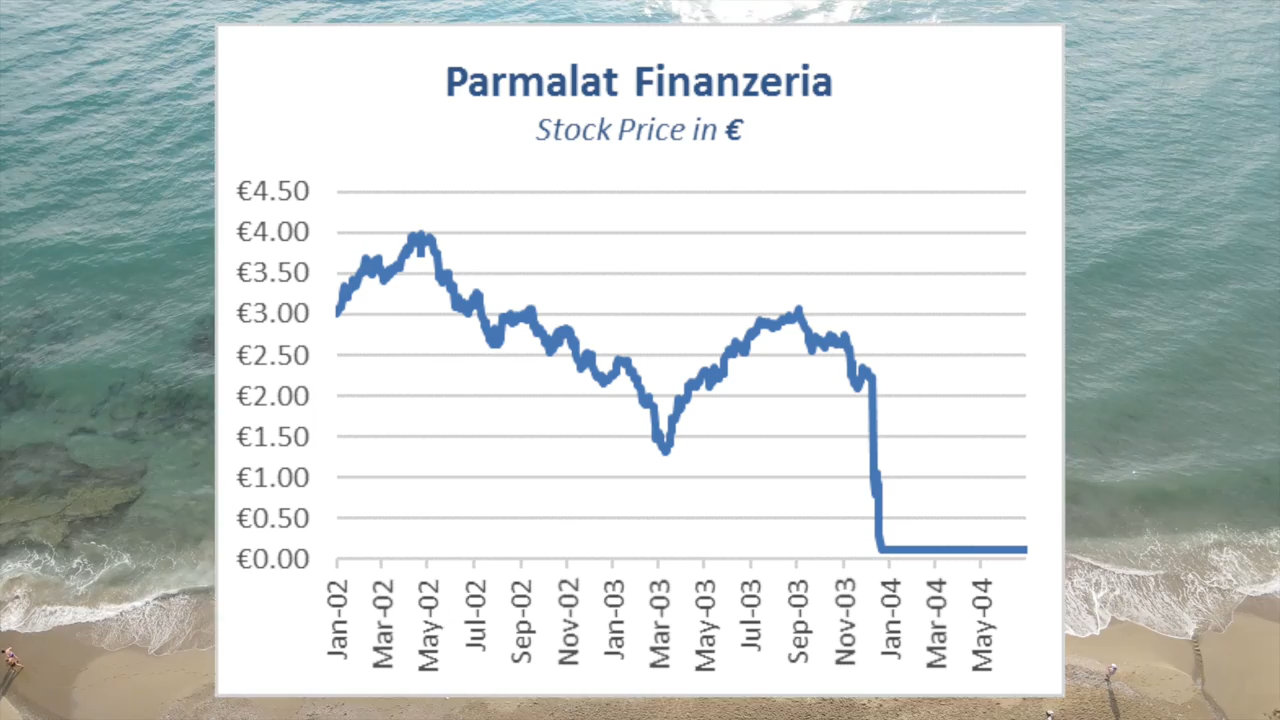 Parmalat Finanzeria
Stock Price in €
€4.50
€4.00
€3.50
€3.00
€2.50
€2.00
€1.50
€1.00
€0.50
€0.00
Jan-02
Mar-02
May-02
Jul-02
Sep-02
Nov-02
Jan-03
Mar-03
May-03
Jul-03
Sep-03
Nov-03
Jan-04
Mar-04
May-04